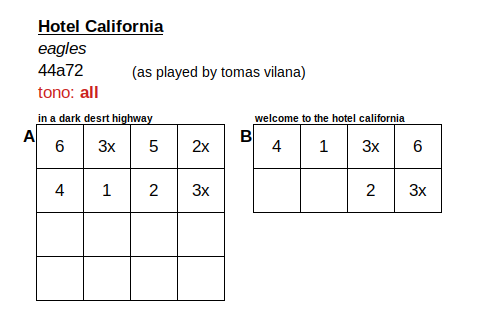 Hotel California
eagles
44a72 (as played by tomas vilana)
tono: all
in a dark desrt highway
A
6 3x 5 2x
4 1 2 3x
welcome to the hotel california
B
4 1 3x 6
2 3x